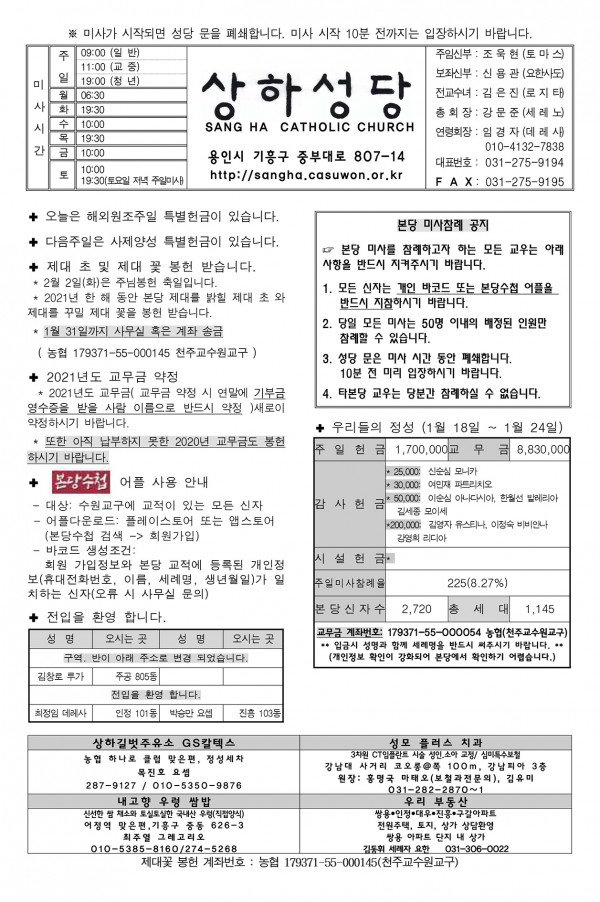 ※ 미사가 시작되면 성당 문을 폐쇄합니다. 미사 시작 10분 전까지는 입장하시기 바랍니다.
미사시간
주일 09:00 (일 반)
11:00 (교 중)
19:00 (청 년)
월 06:30
화 19:30
수 10:00
목 19:30
금 10:00
토 10:00
19:30(토요일 저녁 주일미사)
상하성당
SANG HA CATHOLIC CHURCH
용인시 기흥구 중부대로 807-14
http://sangha.casuwon.or.kr
주임신부 : 조 욱 현 (토 마 스)
보좌신부 : 신 용 관 (요한사도)
전교수녀 : 김 은 진 (로 지 타)
총 회 장 : 강 문 준 (세 레 노)
연령회장 : 임 경 자 (데 레 사)
010-4132-7838
대표번호 : 031-275-9194
F A X : 031-275-9195
✚ 오늘은 해외원조주일 특별헌금이 있습니다.
✚ 다음주일은 사제양성 특별헌금이 있습니다.
✚ 제대 초 및 제대 꽃 봉헌 받습니다.
* 2월 2일(화)은 주님봉헌 축일입니다.
* 2021년 한 해 동안 본당 제대를 밝힐 제대 초 와
제대를 꾸밀 제대 꽃을 봉헌 받습니다.
* 1월 31일까지 사무실 혹은 계좌 송금
( 농협 179371-55-000145 천주교수원교구 )
✚ 2021년도 교무금 약정
* 2021년도 교무금( 교무금 약정 시 연말에 기부금
영수증을 받을 사람 이름으로 반드시 약정 )새로이
약정하시기 바랍니다.
* 또한 아직 납부하지 못한 2020년 교무금도 봉헌
하시기 바랍니다.
✚ 본당수첩 어플 사용 안내
- 대상: 수원교구에 교적이 있는 모든 신자
- 어플다운로드: 플레이스토어 또는 앱스토어
(본당수첩 검색 -> 회원가입)
- 바코드 생성조건:
회원 가입정보와 본당 교적에 등록된 개인정
보(휴대전화번호, 이름, 세례명, 생년월일)가 일
치하는 신자(오류 시 사무실 문의)
✚ 전입을 환영 합니다.
성 명 오시는 곳 성 명 오시는 곳
구역. 반이 아래 주소로 변경 되었습니다.
김창로 루가 주공 805동
전입을 환영 합니다.
최정임 데레사 인정 101동 박승만 요셉 진흥 103동
본당 미사참례 공지
☞ 본당 미사를 참례하고자 하는 모든 교우는 아래
사항을 반드시 지켜주시기 바랍니다.
1. 모든 신자는 개인 바코드 또는 본당수첩 어플을
반드시 지참하시기 바랍니다.
2. 당일 모든 미사는 50명 이내의 배정된 인원만
참례할 수 있습니다.
3. 성당 문은 미사 시간 동안 폐쇄합니다.
10분 전 미리 입장하시기 바랍니다.
4. 타본당 교우는 당분간 참례하실 수 없습니다.
✚ 우리들의 정성 (1월 18일 ~ 1월 24일)
주 일 헌 금 1,700,000 교 무 금 8,830,000
감 사 헌 금
* 25,000: 신순심 모니카
* 30,000: 여민재 파트리치오
* 50,000: 이순심 아나다시아, 한월선 발레리아
김세종 모이세
*200,000: 김영자 유스티나, 이정숙 비비안나
강영희 리디아
시 설 헌 금 *
주일미사참례율 225(8.27%)
본 당 신 자 수 2,720 총 세 대 1,145
교무금 계좌번호: 179371-55-000054 농협(천주교수원교구)
** 입금시 성명과 함께 세례명을 반드시 써주시기 바랍니다. **
(개인정보 확인이 강화되어 본당에서 확인하기 어렵습니다.)
상하길벗주유소 GS칼텍스
농협 하나로 클럽 맞은편, 정성세차
목진호 요셉
287-9127 / 010-5350-9876
성모 플러스 치과
3차원 CT임플란트 시술 성인,소아 교정/ 심미특수보철
강남대 사거리 코오롱@쪽 100m, 강남피아 3층
원장: 홍명국 마태오(보철과전문의), 김유미
031-282-2870~1
내고향 우렁 쌈밥
신선한 쌈 채소와 토실토실한 국내산 우렁(직접양식)
어정역 맞은편,기흥구 중동 626-3
최주열 그레고리오
010-5385-8160/274-5268
우리 부동산
쌍용•인정•대우•진흥•구갈아파트
전원주택, 토지, 상가 상담환영
쌍용 아파트 단지 내 상가
김동휘 세례자 요한 031-306-0022
제대꽃 봉헌 계좌번호 : 농협 179371-55-000145(천주교수원교구)